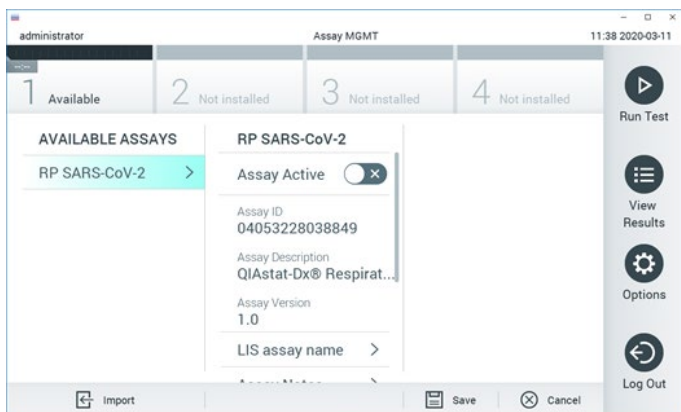 administrator
Assay MGMT
11:38 2020-03-11
1 Available
2 Not installed
3 Not installed
4 Not installed
AVAILABLE ASSAYS
RP SARS-CoV-2
RP SARS-CoV-2
Assay Active
Assay ID
04053228038849
Assay Description
QIAstat-Dx® Respirat...
Assay Version
1.0
LIS assay name
Run Test
View
Results
Options
Log Out
Import
Save
Cancel